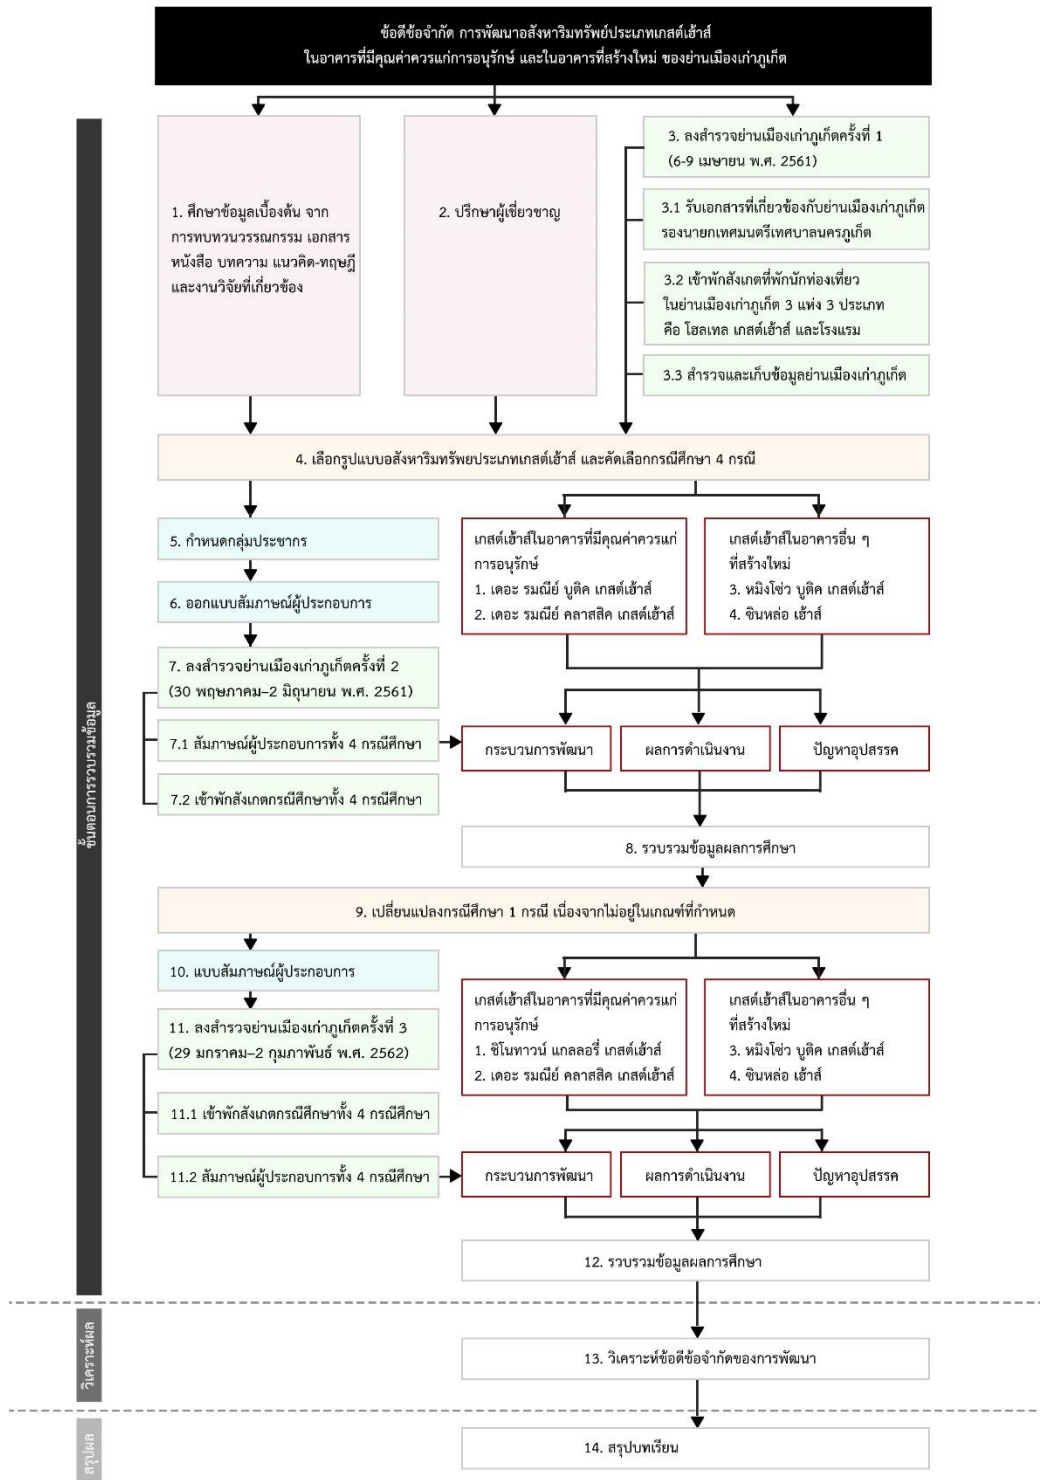 ข้อดีข้อจำกัด การพัฒนาอสังหาริมทรัพย์ประเภทเกสต์เฮ้าส์
ในอาคารที่มีคุณค่าควรแก่การอนุรักษ์ และในอาคารที่สร้างใหม่ ของย่านเมืองเก่าภูเก็ต
ขั้นตอนการรวบรวมข้อมูล
1. ศึกษาข้อมูลเบื้องต้น จาก
การทบทวนวรรณกรรม เอกสาร
หนังสือ บทความ แนวคิด-ทฤษฎี
และงานวิจัยที่เกี่ยวข้อง
2. ปรึกษาผู้เชี่ยวชาญ
3. ลงสำรวจย่านเมืองเก่าภูเก็ตครั้งที่ 1
(6-9 เมษายน พ.ศ. 2561)
3.1 รับเอกสารที่เกี่ยวข้องกับย่านเมืองเก่าภูเก็ต
รองนายกเทศมนตรีเทศบาลนครภูเก็ต
3.2 เข้าพักสังเกตที่พักนักท่องเที่ยว
ในย่านเมืองเก่าภูเก็ต 3 แห่ง 3 ประเภท
คือ โฮลเทล เกสต์เฮ้าส์ และโรงแรม
3.3 สำรวจและเก็บข้อมูลย่านเมืองเก่าภูเก็ต
4. เลือกรูปแบบอสังหาริมทรัพยประเภทเกสต์เฮ้าส์ และคัดเลือกกรณีศึกษา 4 กรณี
5. กำหนดกลุ่มประชากร
6. ออกแบบสัมภาษณ์ผู้ประกอบการ
7. ลงสำรวจย่านเมืองเก่าภูเก็ตครั้งที่ 2
(30 พฤษภาคม–2 มิถุนายน พ.ศ. 2561)
7.1 สัมภาษณ์ผู้ประกอบการทั้ง 4 กรณีศึกษา
7.2 เข้าพักสังเกตกรณีศึกษาทั้ง 4 กรณีศึกษา
เกสต์เฮ้าส์ในอาคารที่มีคุณค่าควรแก่
การอนุรักษ์
1. เดอะ รมณีย์ บูติค เกสต์เฮ้าส์
2. เดอะ รมณีย์ คลาสสิค เกสต์เฮ้าส์
เกสต์เฮ้าส์ในอาคารอื่น ๆ
ที่สร้างใหม่
3. หมิงโซ่ว บูติค เกสต์เฮ้าส์
4. ซินหล่อ เฮ้าส์
กระบวนการพัฒนา
ผลการดำเนินงาน
ปัญหาอุปสรรค
8. รวบรวมข้อมูลผลการศึกษา
9. เปลี่ยนแปลงกรณีศึกษา 1 กรณี เนื่องจากไม่อยู่ในเกณฑ์ที่กำหนด
10. แบบสัมภาษณ์ผู้ประกอบการ
11. ลงสำรวจย่านเมืองเก่าภูเก็ตครั้งที่ 3
(29 มกราคม–2 กุมภาพันธ์ พ.ศ. 2562)
11.1 เข้าพักสังเกตกรณีศึกษาทั้ง 4 กรณีศึกษา
11.2 สัมภาษณ์ผู้ประกอบการทั้ง 4 กรณีศึกษา
เกสต์เฮ้าส์ในอาคารที่มีคุณค่าควรแก่
การอนุรักษ์
1. ชิโนทาวน์ แกลลอรี่ เกสต์เฮ้าส์
2. เดอะ รมณีย์ คลาสสิค เกสต์เฮ้าส์
เกสต์เฮ้าส์ในอาคารอื่น ๆ
ที่สร้างใหม่
3. หมิงโซ่ว บูติค เกสต์เฮ้าส์
4. ซินหล่อ เฮ้าส์
กระบวนการพัฒนา
ผลการดำเนินงาน
ปัญหาอุปสรรค
12. รวบรวมข้อมูลผลการศึกษา
วิเคราะห์ผล
13. วิเคราะห์ข้อดีข้อจำกัดของการพัฒนา
สรุปผล
14. สรุปบทเรียน